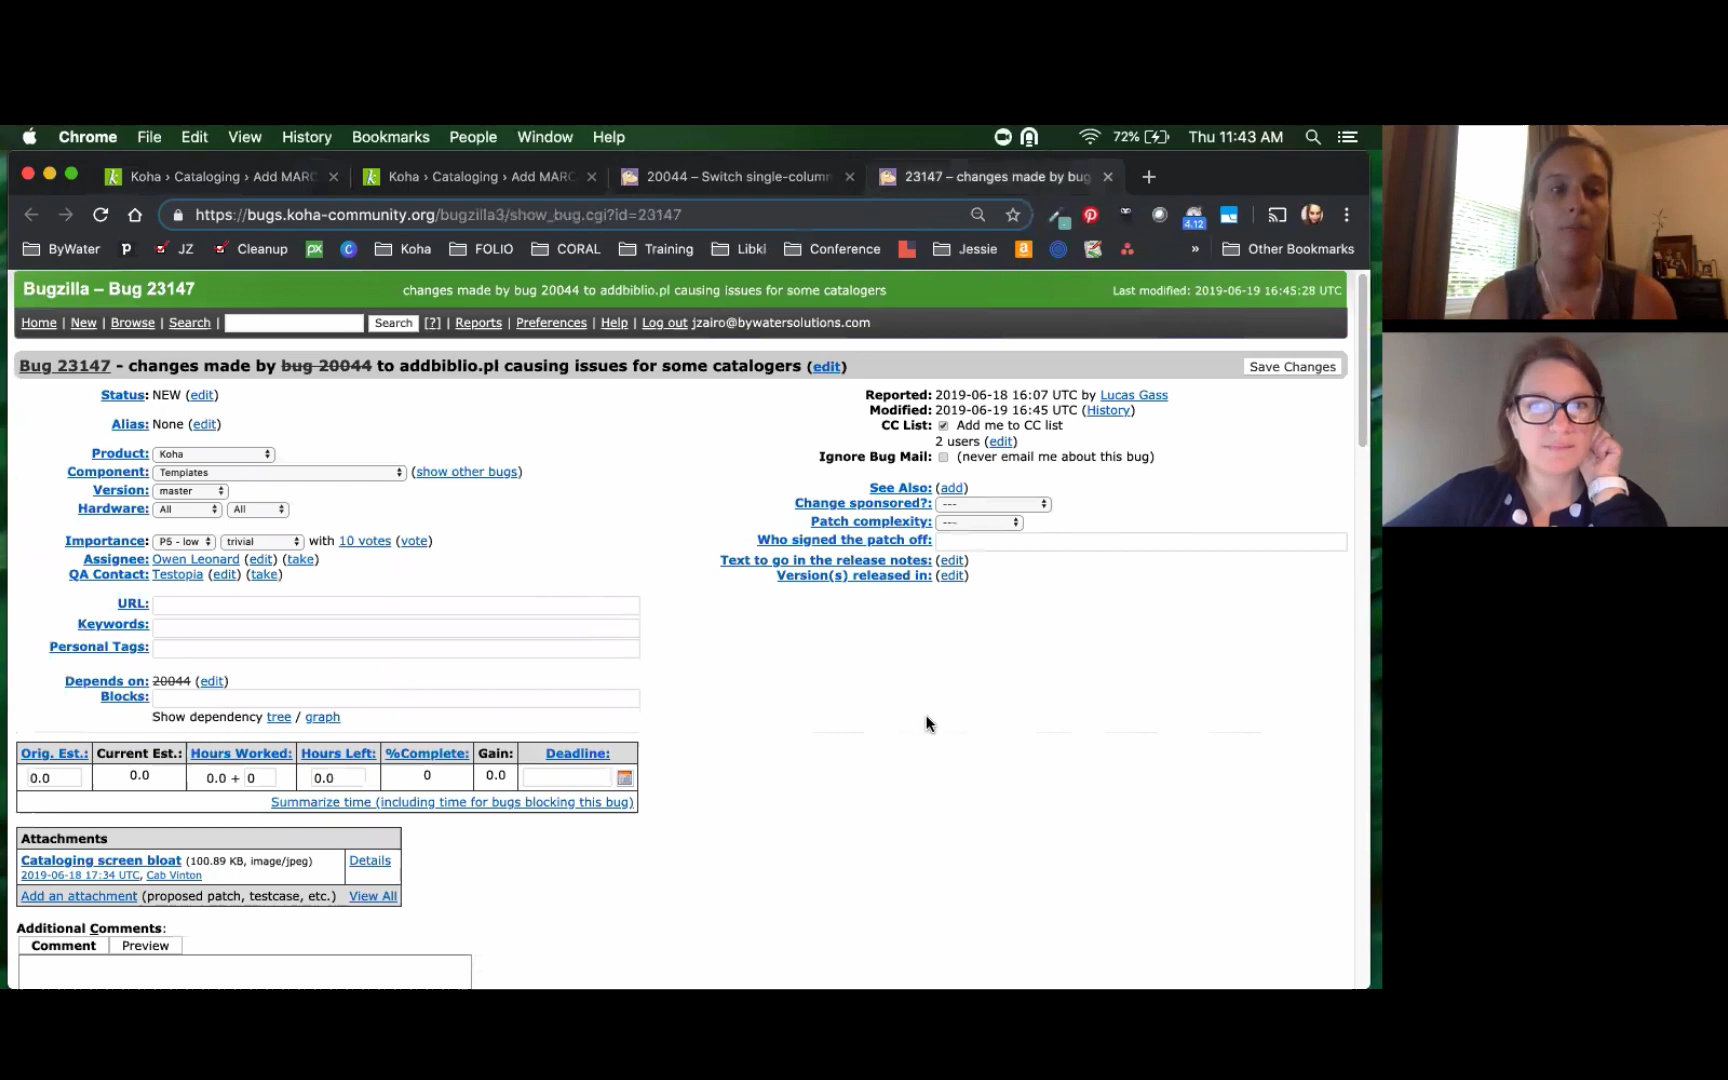 Chrome File Edit View History Bookmarks People Window Help 72% Thu 11:43 AM
Koha › Cataloging › Add MARC Koha › Cataloging › Add MARC 20044 – Switch single-column 23147 – changes made by bug
https://bugs.koha-community.org/bugzilla3/show_bug.cgi?id=23147 4.12
ByWater JZ Cleanup Koha FOLIO CORAL Training Libki Conference Jessie » Other Bookmarks
Bugzilla – Bug 23147 changes made by bug 20044 to addbiblio.pl causing issues for some catalogers Last modified: 2019-06-19 16:45:28 UTC
Home | New | Browse | Search | Search [?] | Reports | Preferences | Help | Log out jzairo@bywatersolutions.com
Bug 23147 - changes made by bug 20044 to addbiblio.pl causing issues for some catalogers (edit) Save Changes
Status: NEW (edit)
Alias: None (edit)
Product: Koha
Component: Templates (show other bugs)
Version: master
Hardware: All All
Importance: P5 - low trivial with 10 votes (vote)
Assignee: Owen Leonard (edit) (take)
QA Contact: Testopia (edit) (take)
URL:
Keywords:
Personal Tags:
Depends on: 20044 (edit)
Blocks:
Show dependency tree / graph
Reported: 2019-06-18 16:07 UTC by Lucas Gass
Modified: 2019-06-19 16:45 UTC (History)
CC List: Add me to CC list
2 users (edit)
Ignore Bug Mail: (never email me about this bug)
See Also: (add)
Change sponsored?: ---
Patch complexity: ---
Who signed the patch off:
Text to go in the release notes: (edit)
Version(s) released in: (edit)
Orig. Est.: Current Est.: Hours Worked: Hours Left: %Complete: Gain: Deadline:
0.0 0.0 0.0 + 0 0.0 0 0.0
Summarize time (including time for bugs blocking this bug)
Attachments
Cataloging screen bloat (100.89 KB, image/jpeg) Details
2019-06-18 17:34 UTC, Cab Vinton
Add an attachment (proposed patch, testcase, etc.) View All
Additional Comments:
Comment Preview